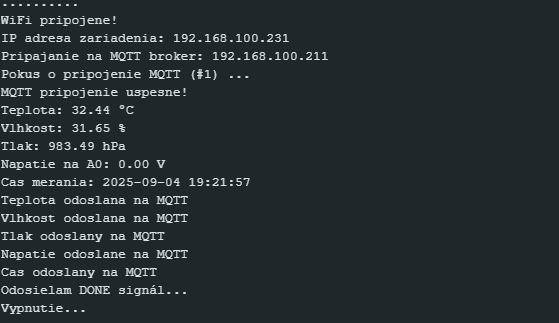 ..........
WiFi pripojene!
IP adresa zariadenia: 192.168.100.231
Pripajanie na MQTT broker: 192.168.100.211
Pokus o pripojenie MQTT (#1) ...
MQTT pripojenie uspesne!
Teplota: 32.44 °C
Vlhkost: 31.65 %
Tlak: 983.49 hPa
Napatie na A0: 0.00 V
Cas merania: 2025-09-04 19:21:57
Teplota odoslana na MQTT
Vlhkost odoslana na MQTT
Tlak odoslany na MQTT
Napatie odoslane na MQTT
Cas odoslany na MQTT
Odosielam DONE signál...
Vypnutie...